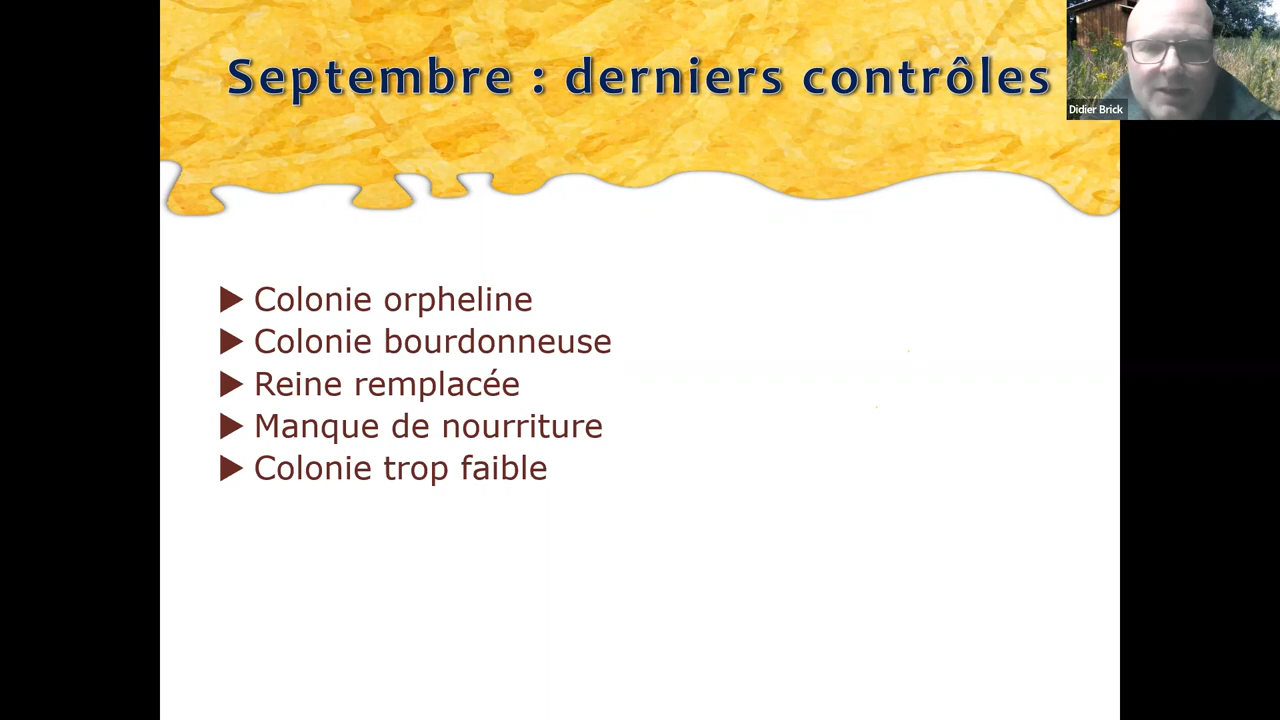 Septembre : derniers contrôles
Didier Brick
▶ Colonie orpheline
▶ Colonie bourdonneuse
▶ Reine remplacée
▶ Manque de nourriture
▶ Colonie trop faible